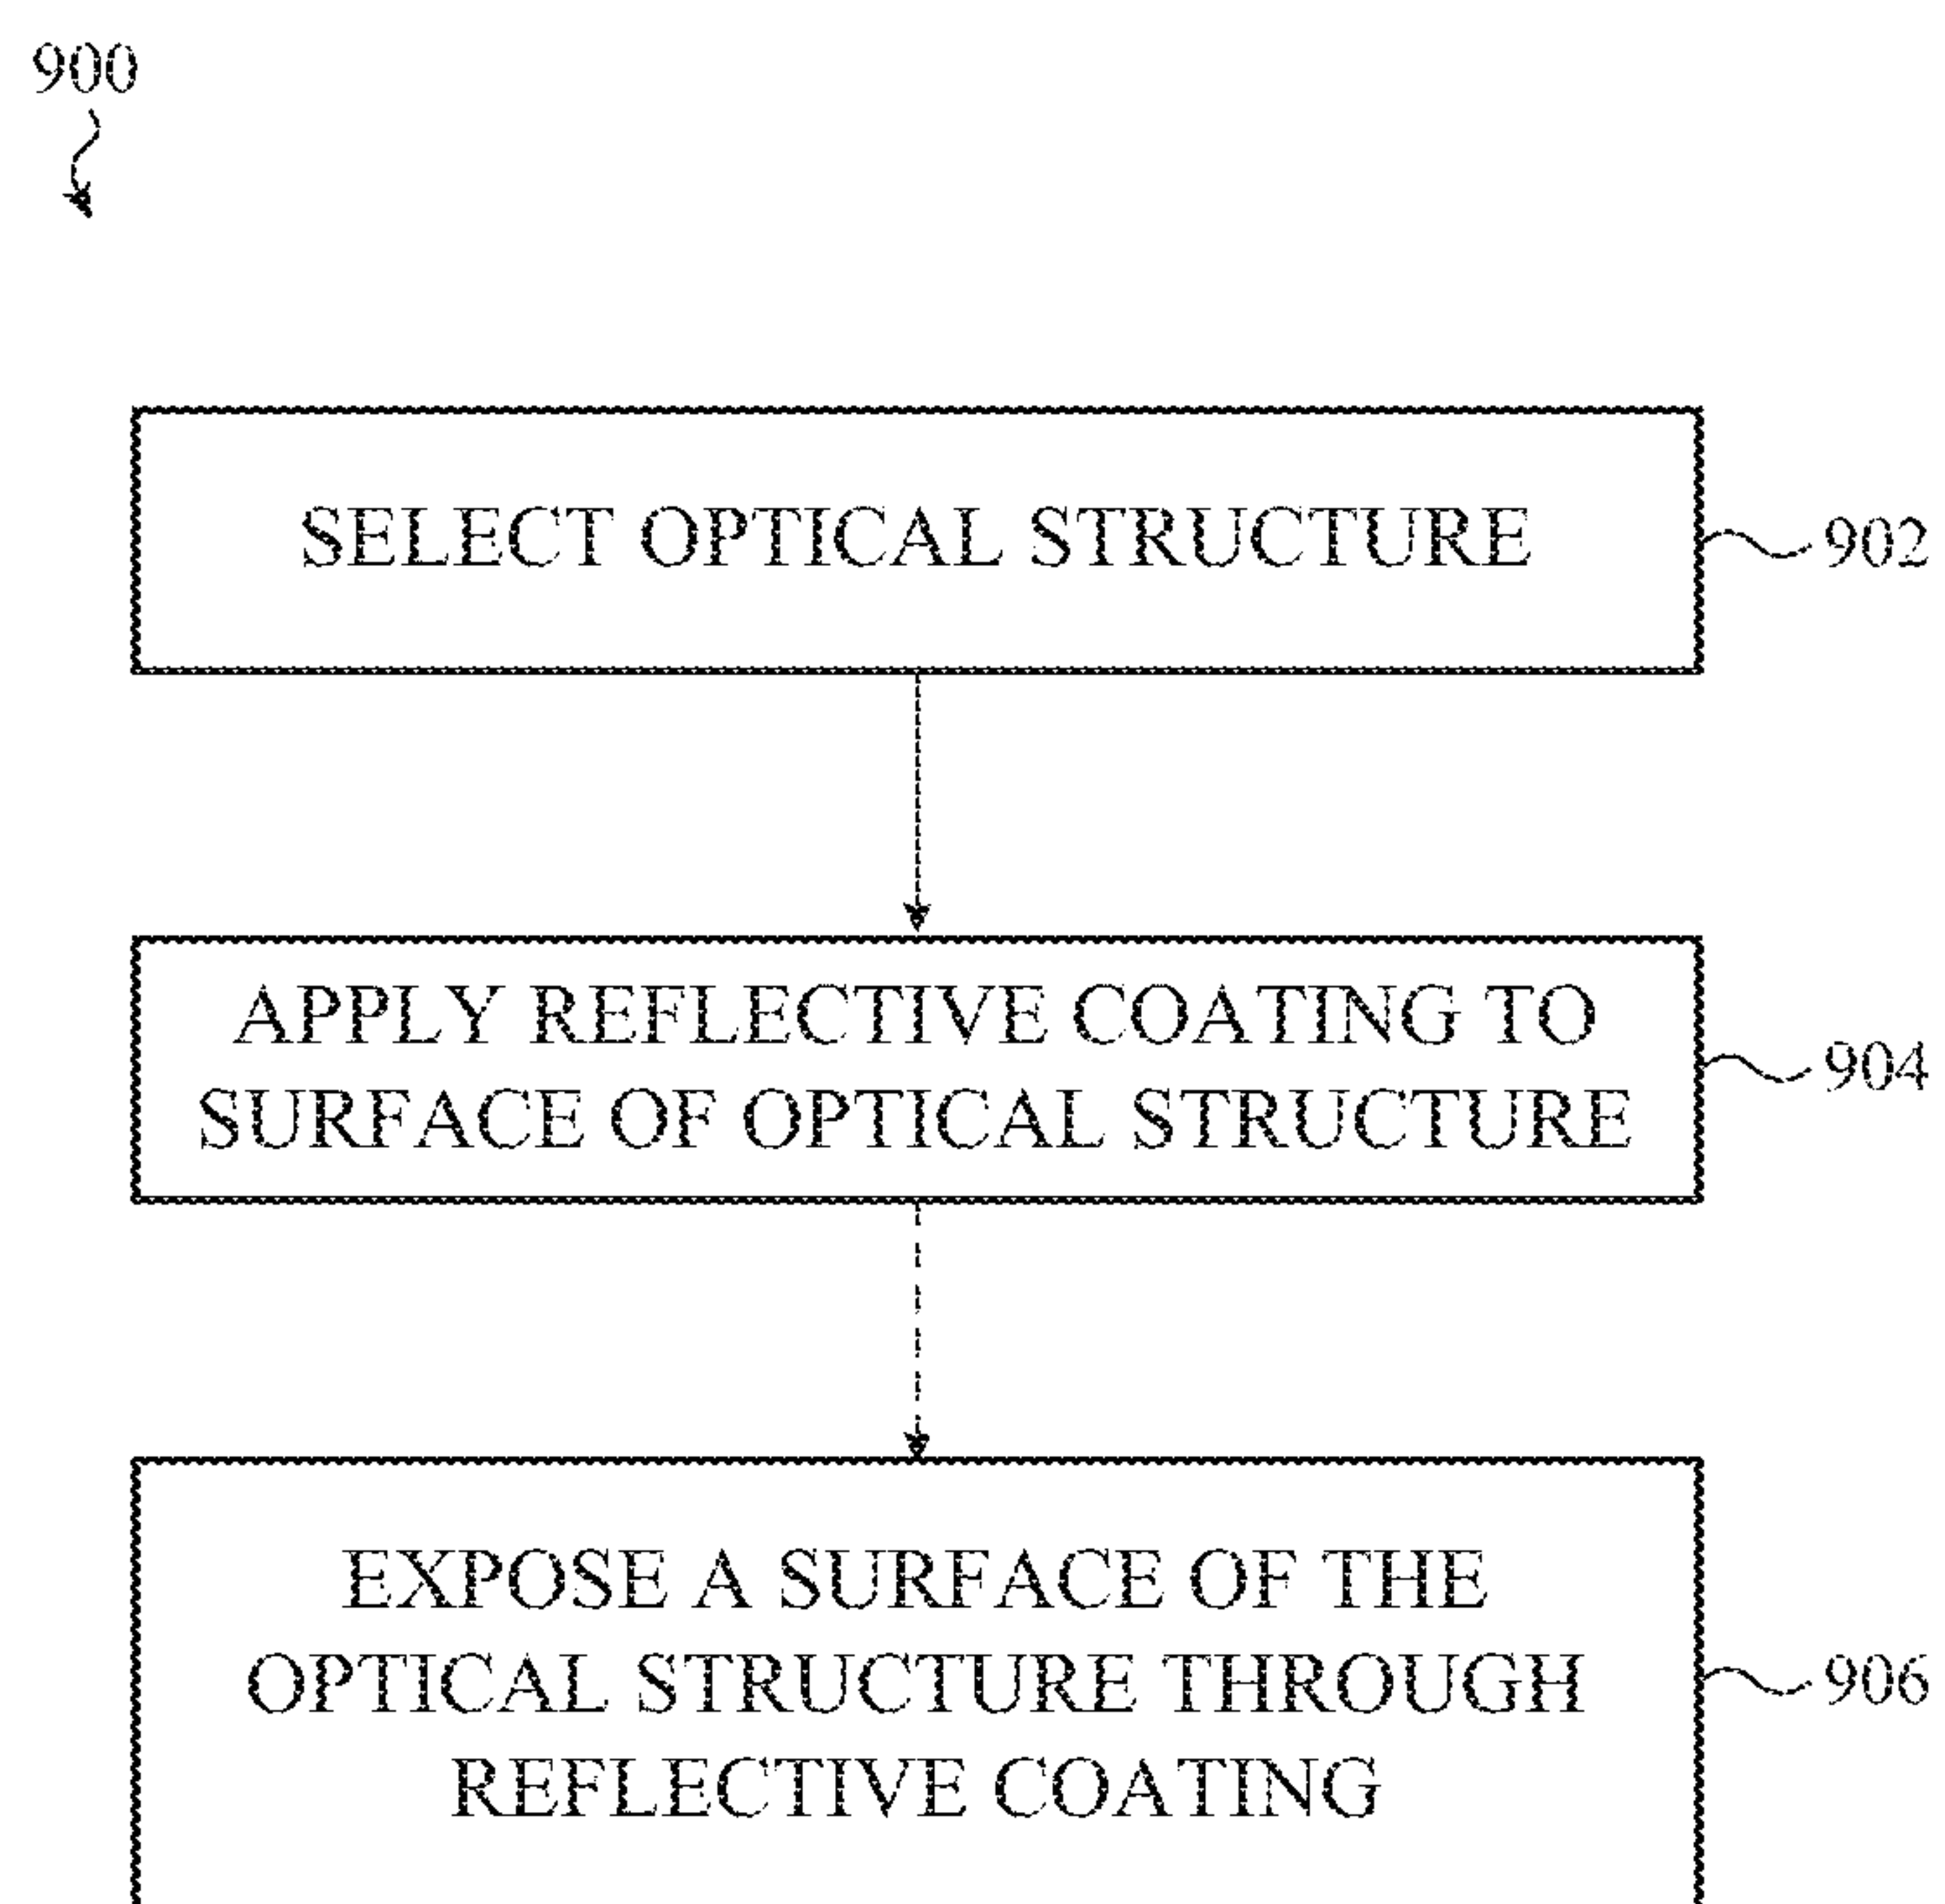 900
SELECT OPTICAL STRUCTURE
902
APPLY REFLECTIVE COATING TO
SURFACE OF OPTICAL STRUCTURE
904
EXPOSE A SURFACE OF THE
OPTICAL STRUCTURE THROUGH
REFLECTIVE COATING
906